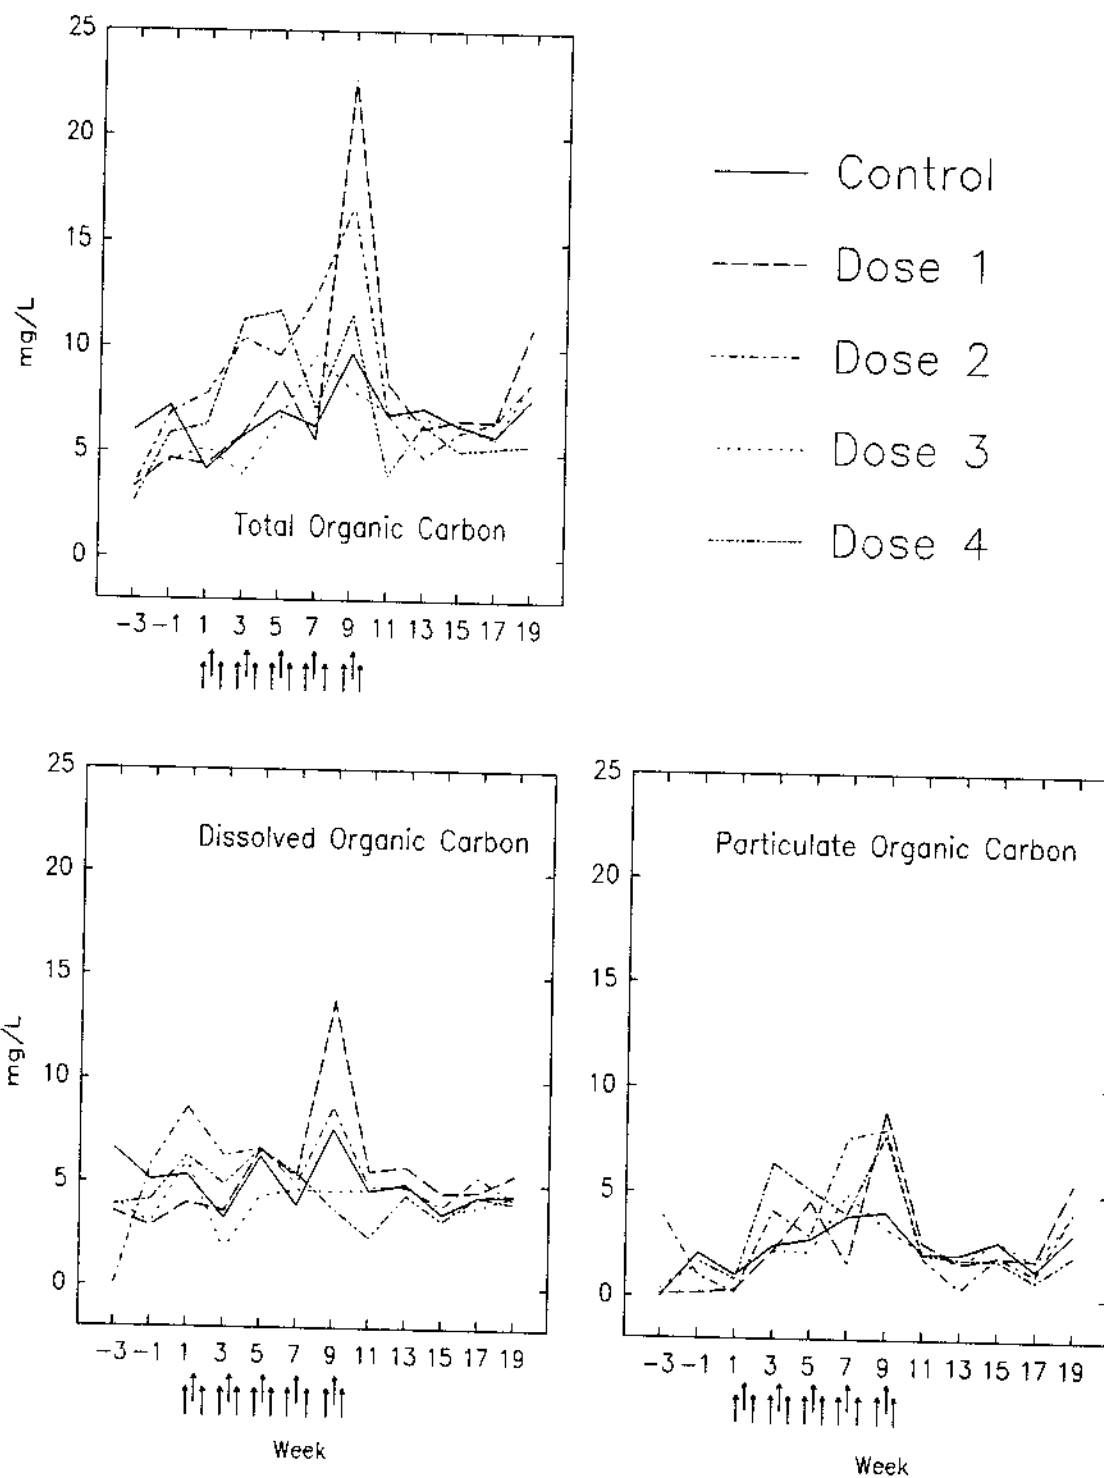 25
20
15
10
5
0
mg/L
Total Organic Carbon
-3 -1 1 3 5 7 9 11 13 15 17 19
Control
Dose 1
Dose 2
Dose 3
Dose 4
25
20
15
10
5
0
mg/L
Dissolved Organic Carbon
-3 -1 1 3 5 7 9 11 13 15 17 19
Week
25
20
15
10
5
0
Particulate Organic Carbon
-3 -1 1 3 5 7 9 11 13 15 17 19
Week